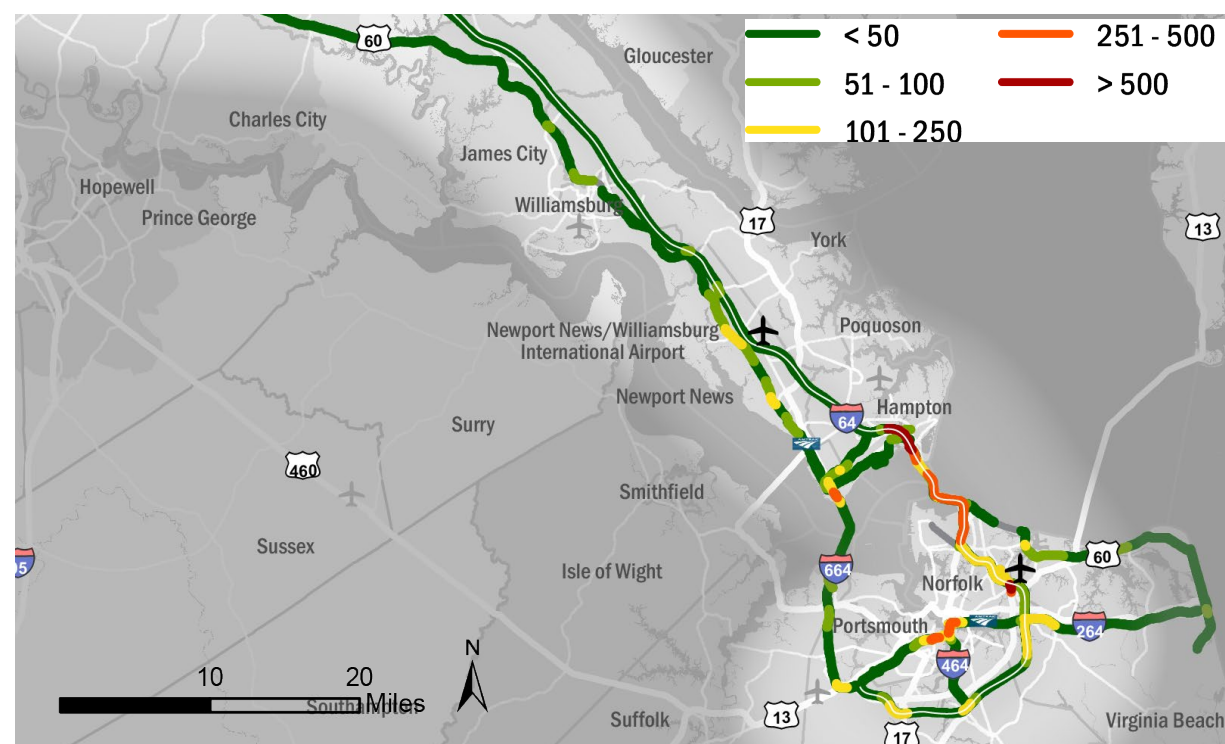 60
Gloucester
< 50
251 - 500
51 - 100
> 500
101 - 250
Charles City
James City
Hopewell
Prince George
Williamsburg
17
13
York
Newport News/Williamsburg
International Airport
Poquoson
Newport News
Hampton
64
Surry
460
Smithfield
Sussex
95
Isle of Wight
664
60
Norfolk
Portsmouth
264
464
N
10
20
Miles
Southampton
Suffolk
13
17
Virginia Beach